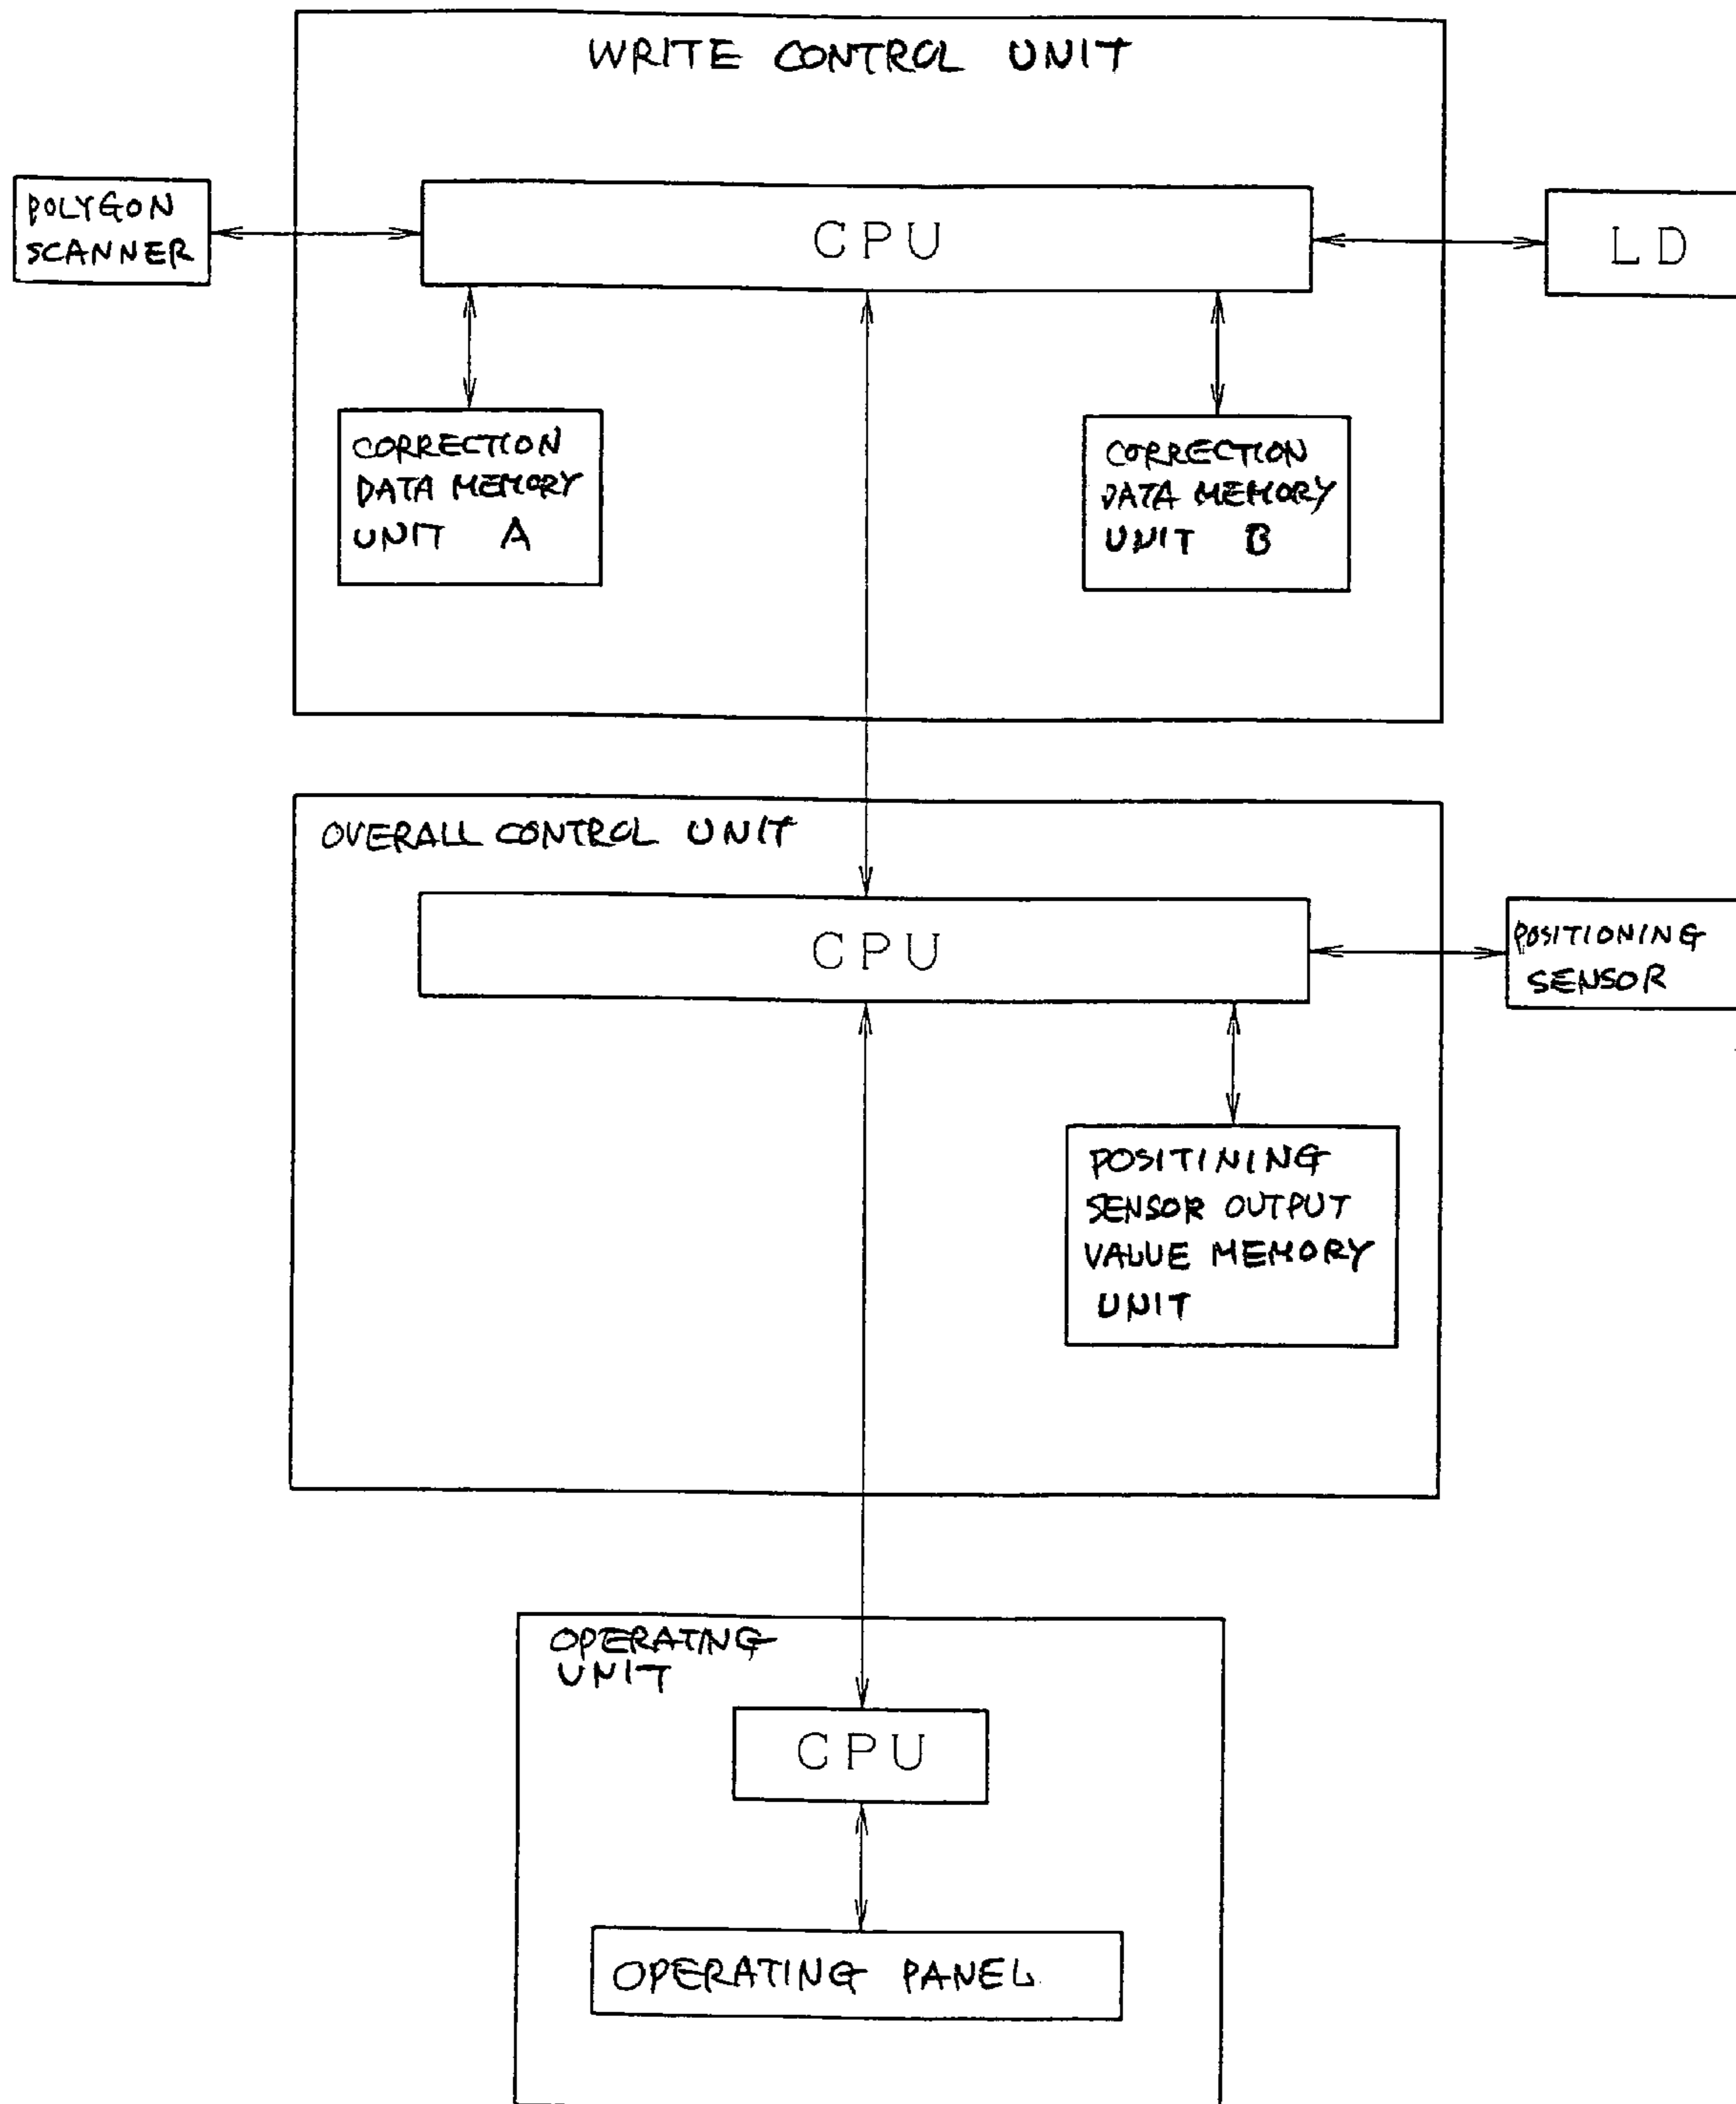 WRITE CONTROL UNIT
POLYGON
SCANNER
CPU
LD
CORRECTION
DATA MEMORY
UNIT A
CORRECTION
DATA MEMORY
UNIT B
OVERALL CONTROL UNIT
CPU
POSITIONING
SENSOR
POSITINING
SENSOR OUTPUT
VALUE MEMORY
UNIT
OPERATING
UNIT
CPU
OPERATING PANEL